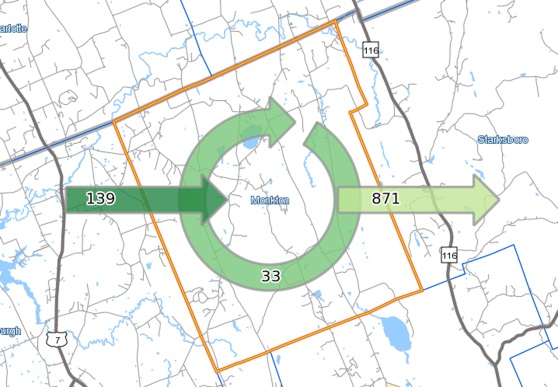 arlotte
116
Starksboro
139
Monkton
871
33
116
urgh
7